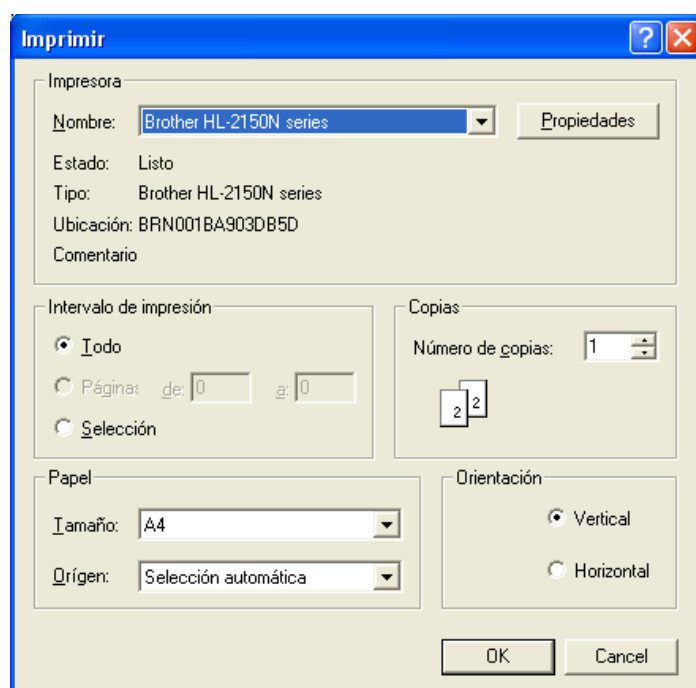 Imprimir
Impresora
Nombre: Brother HL-2150N series Propiedades
Estado: Listo
Tipo: Brother HL-2150N series
Ubicación: BRN001BA903DB5D
Comentario
Intervalo de impresión
Todo
Páginas de: 0 a: 0
Selección
Copias
Número de copias: 1
2 2
Papel
Tamaño: A4
Orígen: Selección automática
Orientación
Vertical
Horizontal
OK Cancel